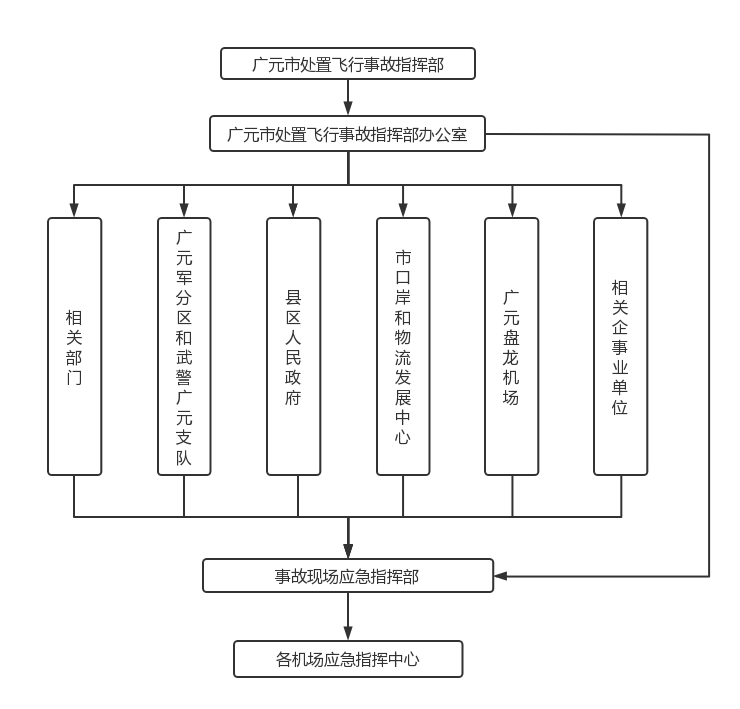 广元市处置飞行事故指挥部
广元市处置飞行事故指挥部办公室
相关部门
广元军分区和武警广元支队
县区人民政府
市口岸和物流发展中心
广元盘龙机场
相关企事业单位
事故现场应急指挥部
各机场应急指挥中心